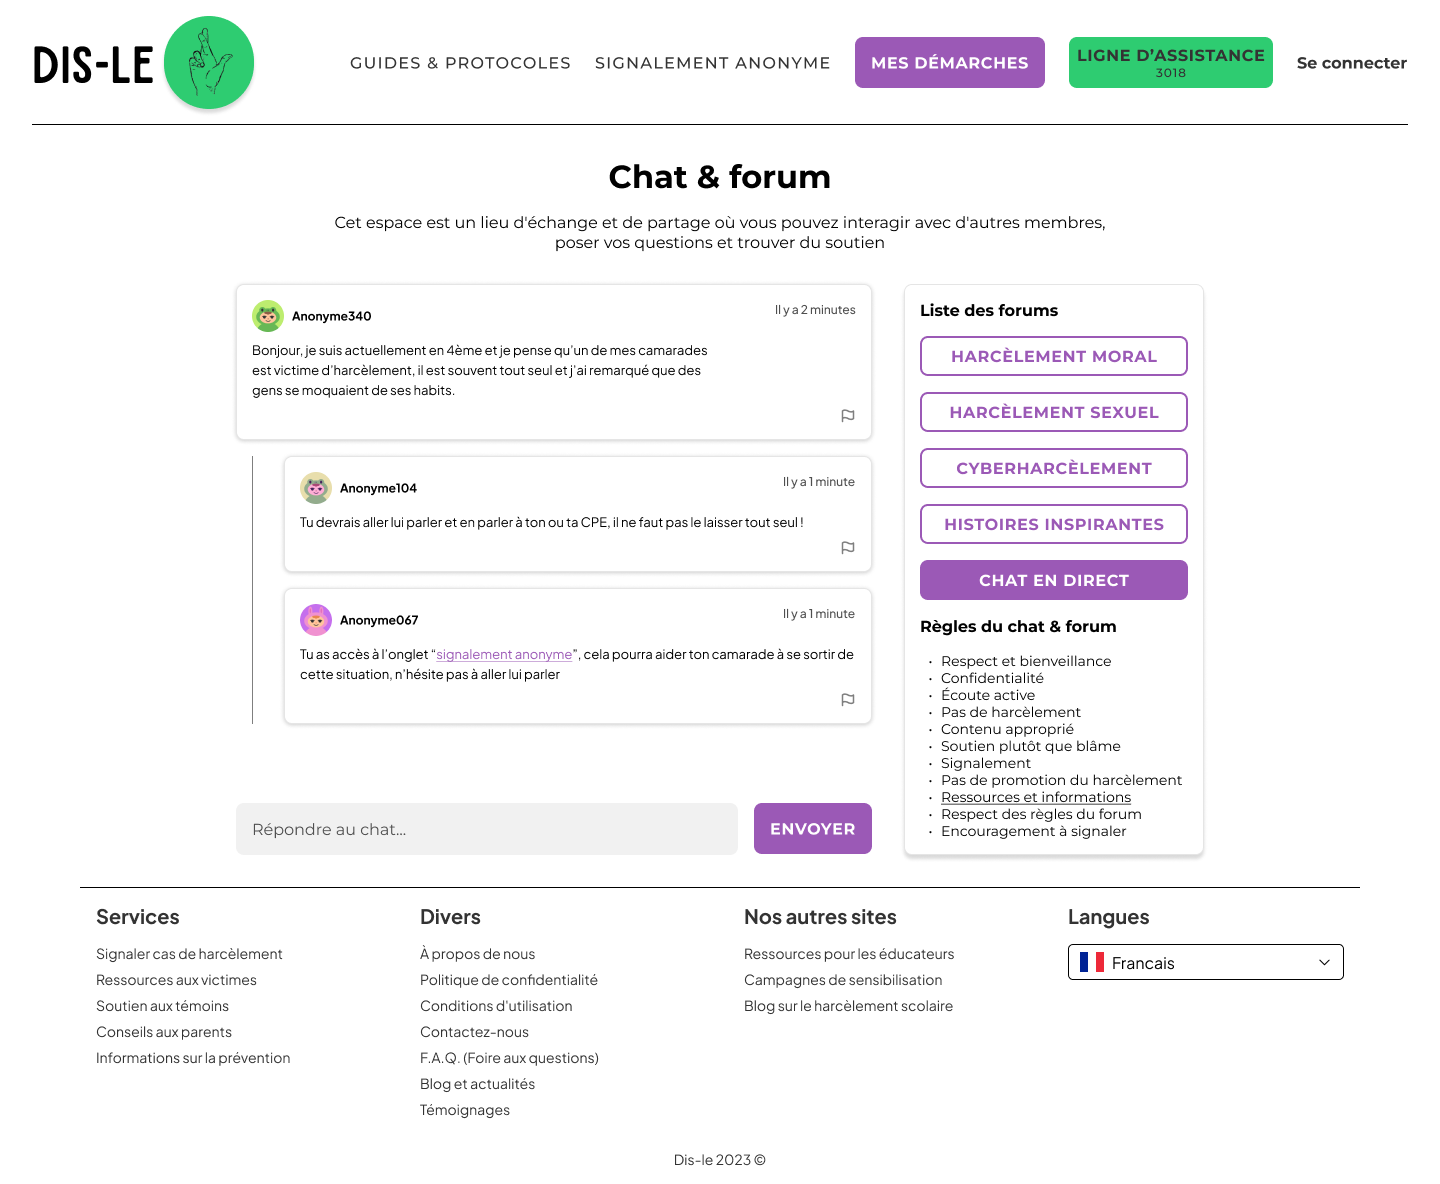 DIS-LE
GUIDES & PROTOCOLES
SIGNALEMENT ANONYME
MES DÉMARCHES
LIGNE D’ASSISTANCE
3018
Se connecter
Chat & forum
Cet espace est un lieu d'échange et de partage où vous pouvez interagir avec d'autres membres,
poser vos questions et trouver du soutien
Anonyme340
Il y a 2 minutes
Bonjour, je suis actuellement en 4ème et je pense qu’un de mes camarades
est victime d’harcèlement, il est souvent tout seul et j’ai remarqué que des
gens se moquaient de ses habits.
Anonyme104
Il y a 1 minute
Tu devrais aller lui parler et en parler à ton ou ta CPE, il ne faut pas le laisser tout seul !
Anonyme067
Il y a 1 minute
Tu as accès à l’onglet “signalement anonyme”, cela pourra aider ton camarade à se sortir de
cette situation, n’hésite pas à aller lui parler
Répondre au chat...
ENVOYER
Liste des forums
HARCÈLEMENT MORAL
HARCÈLEMENT SEXUEL
CYBERHARCÈLEMENT
HISTOIRES INSPIRANTES
CHAT EN DIRECT
Règles du chat & forum
• Respect et bienveillance
• Confidentialité
• Écoute active
• Pas de harcèlement
• Contenu approprié
• Soutien plutôt que blâme
• Signalement
• Pas de promotion du harcèlement
• Ressources et informations
• Respect des règles du forum
• Encouragement à signaler
Services
Signaler cas de harcèlement
Ressources aux victimes
Soutien aux témoins
Conseils aux parents
Informations sur la prévention
Divers
À propos de nous
Politique de confidentialité
Conditions d'utilisation
Contactez-nous
F.A.Q. (Foire aux questions)
Blog et actualités
Témoignages
Nos autres sites
Ressources pour les éducateurs
Campagnes de sensibilisation
Blog sur le harcèlement scolaire
Langues
Francais
Dis-le 2023 ©